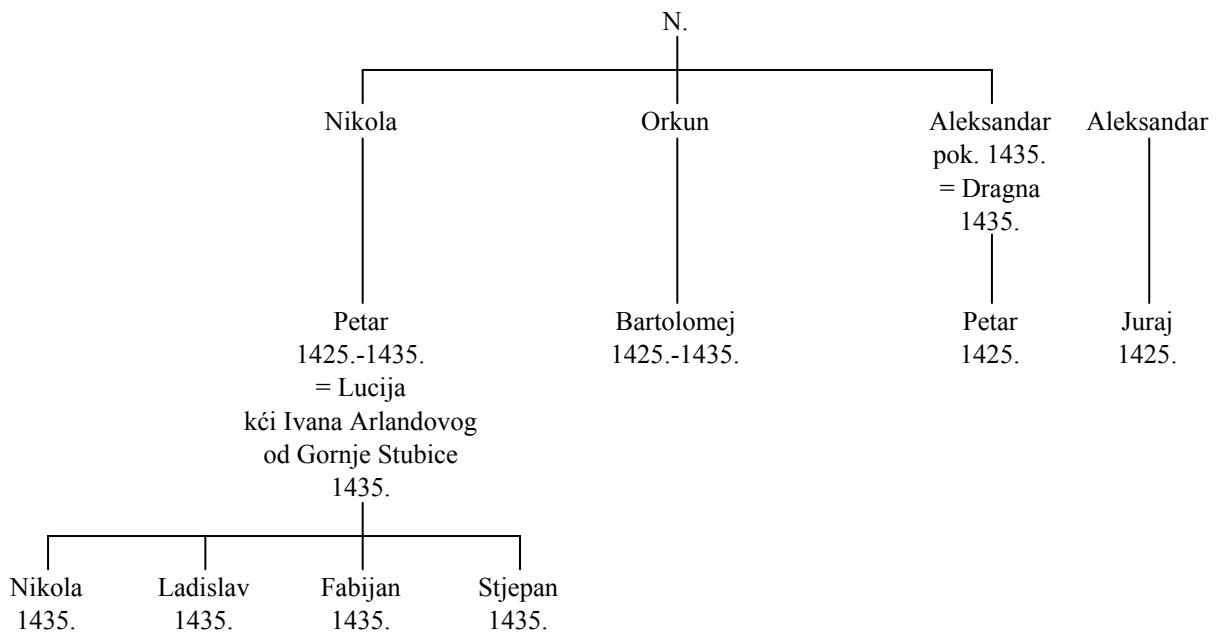 N.
Nikola Orkun Aleksandar Aleksandar
pok. 1435.
= Dragna
1435.
Petar Bartolomej Petar Juraj
1425.-1435. 1425.-1435. 1425. 1425.
= Lucija
kći Ivana Arlandovog
od Gornje Stubice
1435.
Nikola Ladislav Fabijan Stjepan
1435. 1435. 1435. 1435.